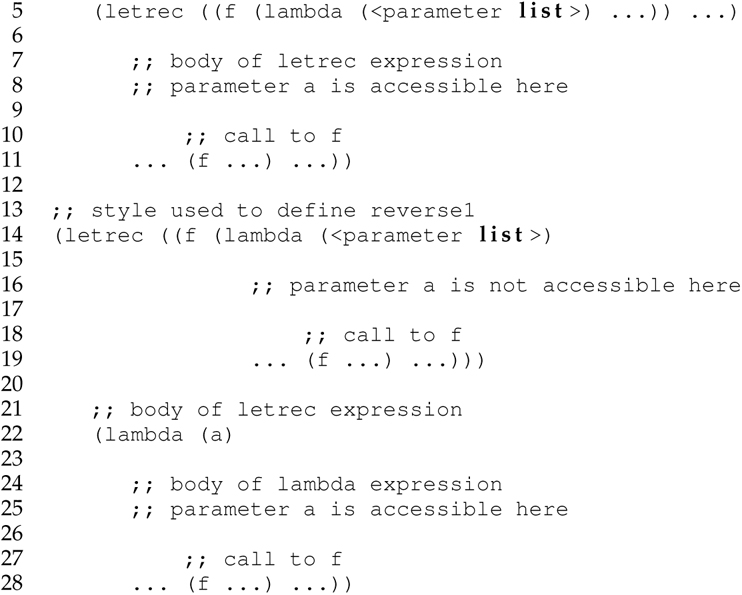 5 (letrec ((f (lambda (<parameter list>) ...)) ...)
6
7 ;; body of letrec expression
8 ;; parameter a is accessible here
9
10 ;; call to f
11 ... (f ...) ...))
12
13 ;; style used to define reverse1
14 (letrec ((f (lambda (<parameter list>)
15
16 ;; parameter a is not accessible here
17
18 ;; call to f
19 ... (f ...) ...)))
20
21 ;; body of letrec expression
22 (lambda (a)
23
24 ;; body of lambda expression
25 ;; parameter a is accessible here
26
27 ;; call to f
28 ... (f ...) ...))